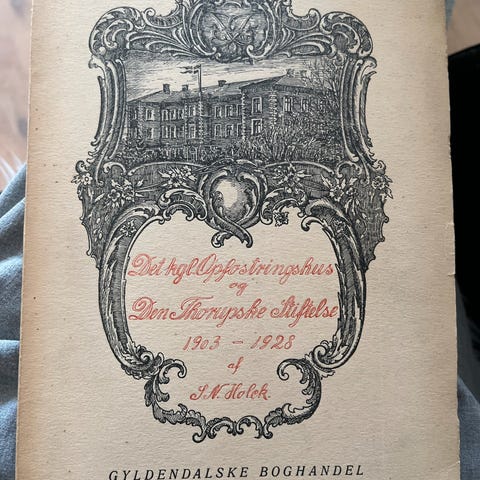 Det kgl. Opfostringshus
og
Den Thorupske Stiftelse
1903 - 1928
af
S. N. Holck.
GYLDENDALSKE BOGHANDEL